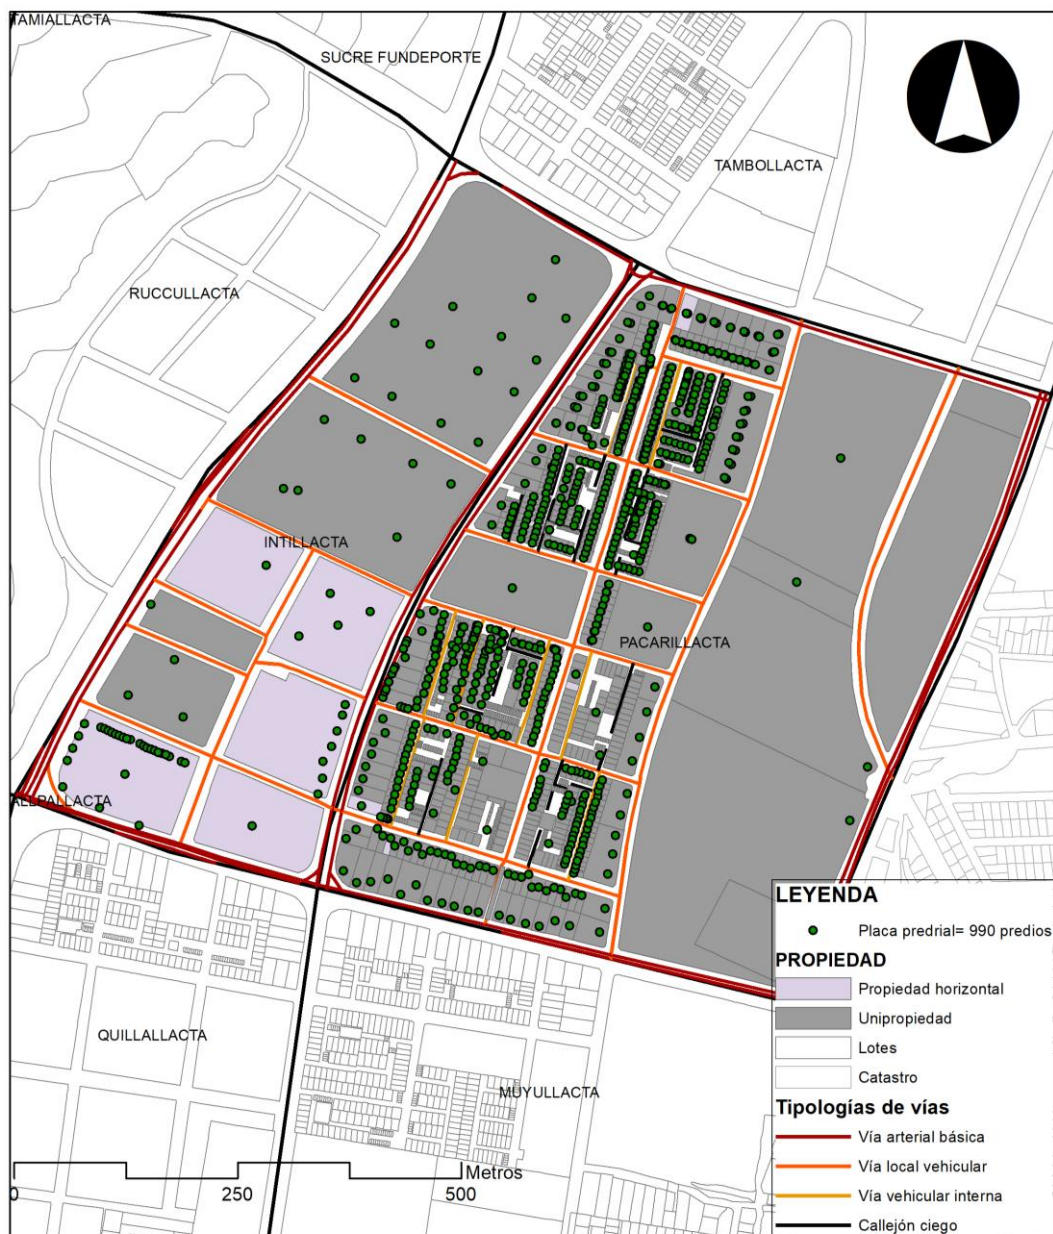 TAMIALLACTA
SUCRE FUNDEPORTE
TAMBOLLACTA
RUCCULLACTA
INTILLACTA
PACARILLACTA
ALLPALLACTA
QUILLALLACTA
MUYULLACTA
LEYENDA
Placa predrial= 990 predios
PROPIEDAD
Propiedad horizontal
Unipropiedad
Lotes
Catastro
Tipologías de vías
Vía arterial básica
Vía local vehicular
Vía vehicular interna
Callejón ciego
Metros
0 250 500